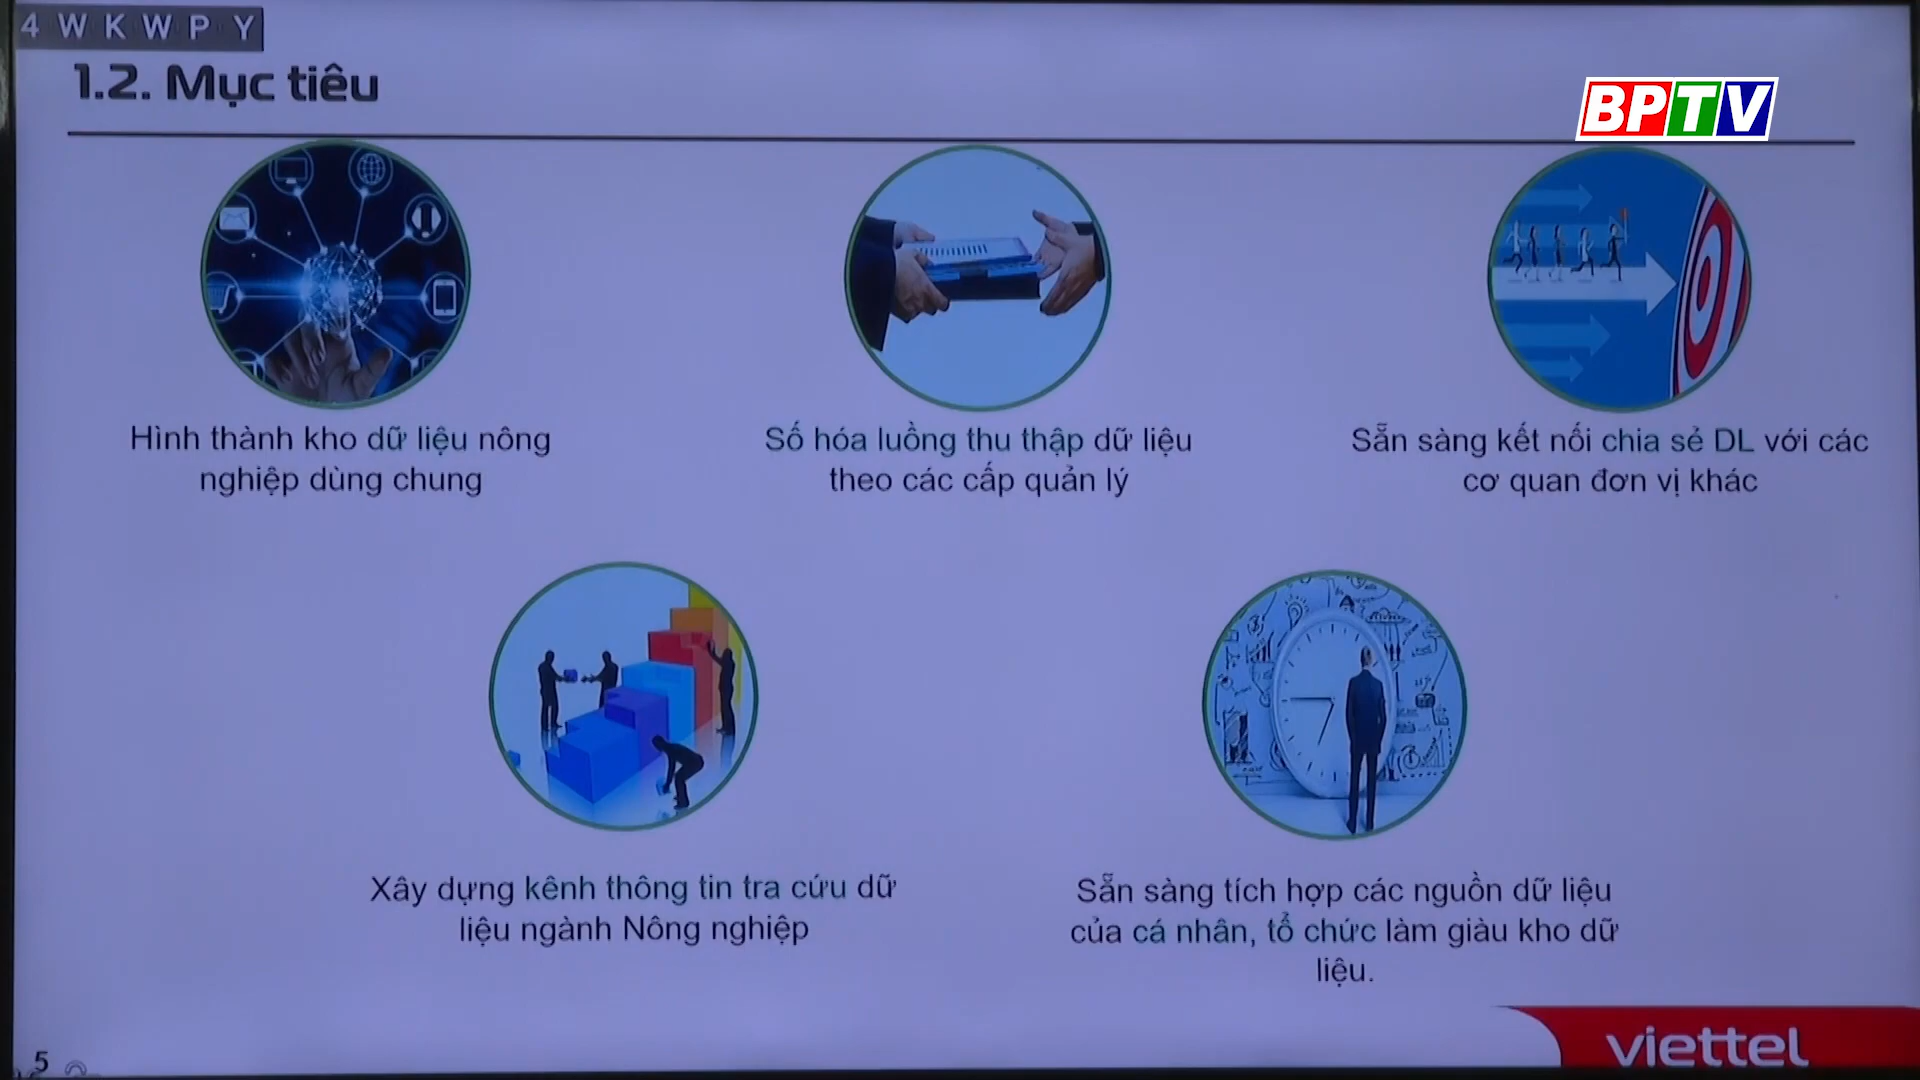 4 W K W P Y
1.2. Mục tiêu
BPTV
Hình thành kho dữ liệu nông
nghiệp dùng chung
Số hóa luồng thu thập dữ liệu
theo các cấp quản lý
Sẵn sàng kết nối chia sẻ DL với các
cơ quan đơn vị khác
Xây dựng kênh thông tin tra cứu dữ
liệu ngành Nông nghiệp
Sẵn sàng tích hợp các nguồn dữ liệu
của cá nhân, tổ chức làm giàu kho dữ
liệu.
5
viettel